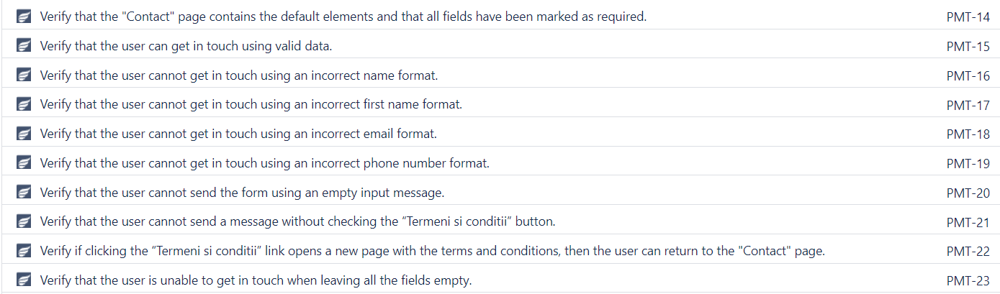 Verify that the "Contact" page contains the default elements and that all fields have been marked as required. PMT-14
Verify that the user can get in touch using valid data. PMT-15
Verify that the user cannot get in touch using an incorrect name format. PMT-16
Verify that the user cannot get in touch using an incorrect first name format. PMT-17
Verify that the user cannot get in touch using an incorrect email format. PMT-18
Verify that the user cannot get in touch using an incorrect phone number format. PMT-19
Verify that the user cannot send the form using an empty input message. PMT-20
Verify that the user cannot send a message without checking the “Termeni si conditii” button. PMT-21
Verify if clicking the “Termeni si conditii” link opens a new page with the terms and conditions, then the user can return to the "Contact" page. PMT-22
Verify that the user is unable to get in touch when leaving all the fields empty. PMT-23